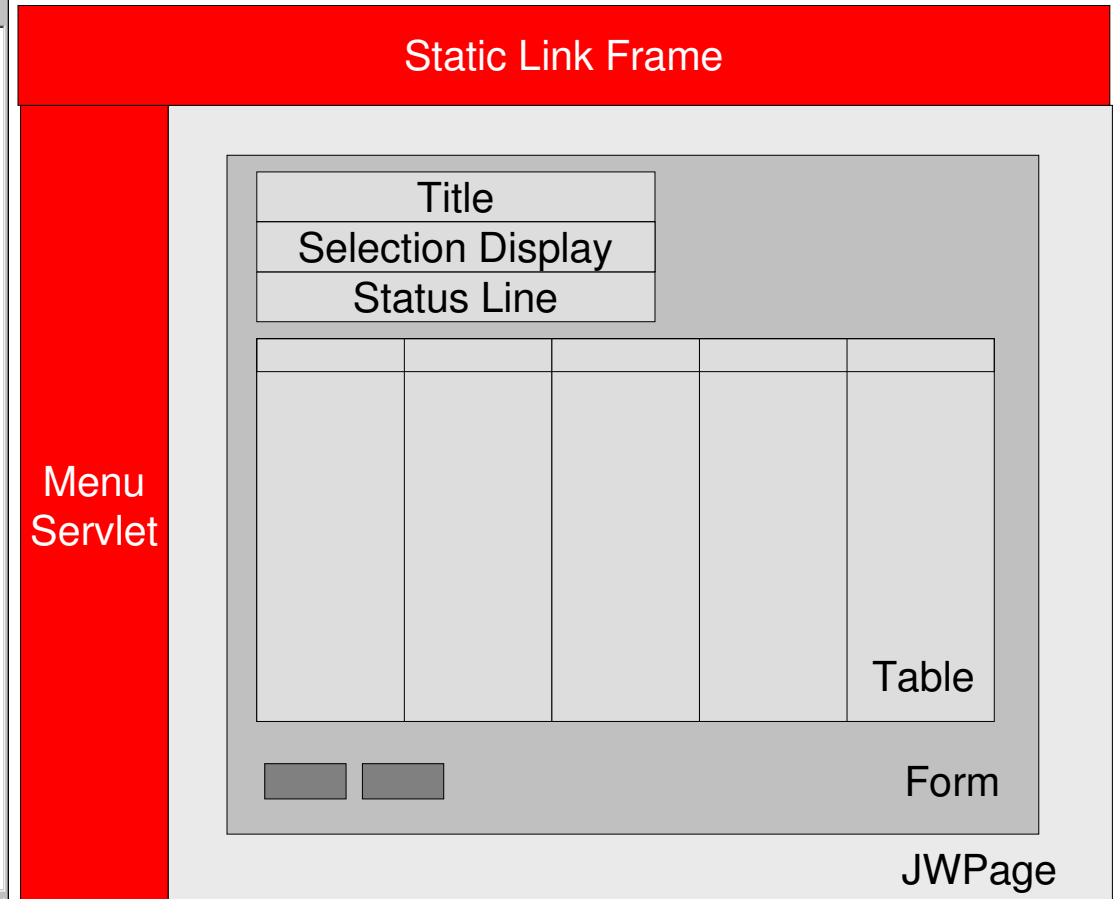 Static Link Frame
Title
Selection Display
Status Line
Menu
Servlet
Table
Form
JWPage